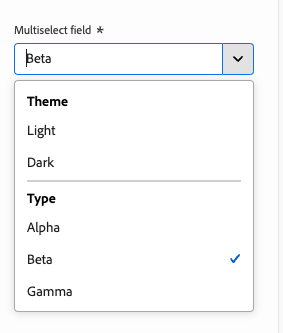 Multiselect field *
Beta
Theme
Light
Dark
Type
Alpha
Beta
Gamma